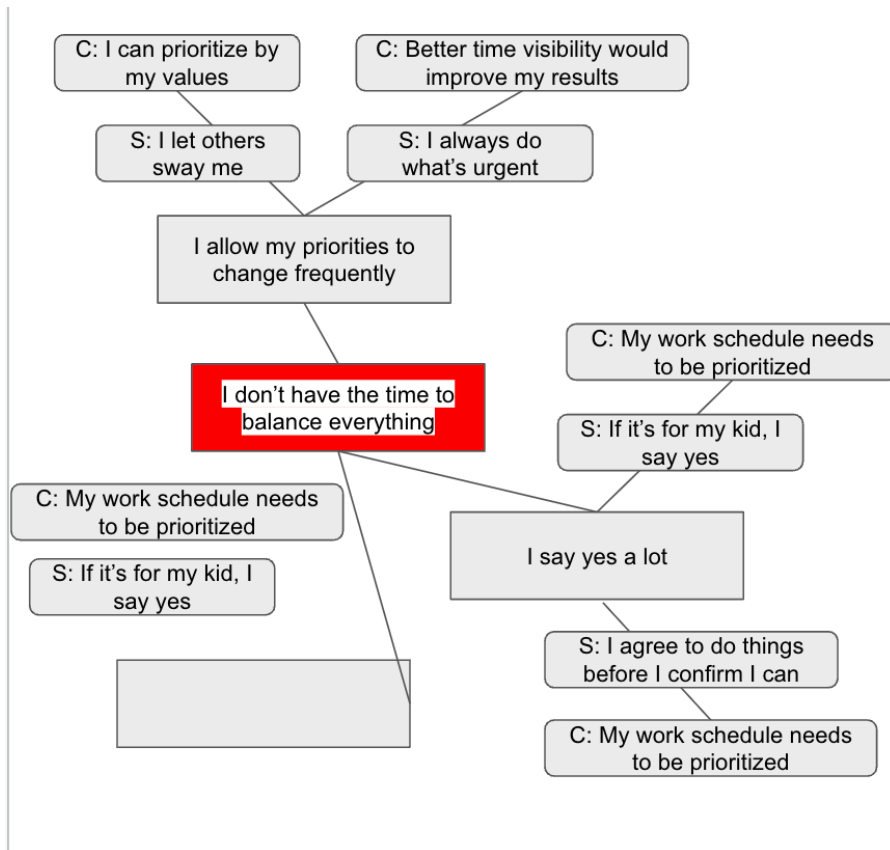 C: I can prioritize by
my values
C: Better time visibility would
improve my results
S: I let others
sway me
S: I always do
what's urgent
I allow my priorities to
change frequently
C: My work schedule needs
to be prioritized
I don't have the time to
balance everything
S: If it's for my kid, I
say yes
C: My work schedule needs
to be prioritized
I say yes a lot
S: If it's for my kid, I
say yes
S: I agree to do things
before I confirm I can
C: My work schedule needs
to be prioritized